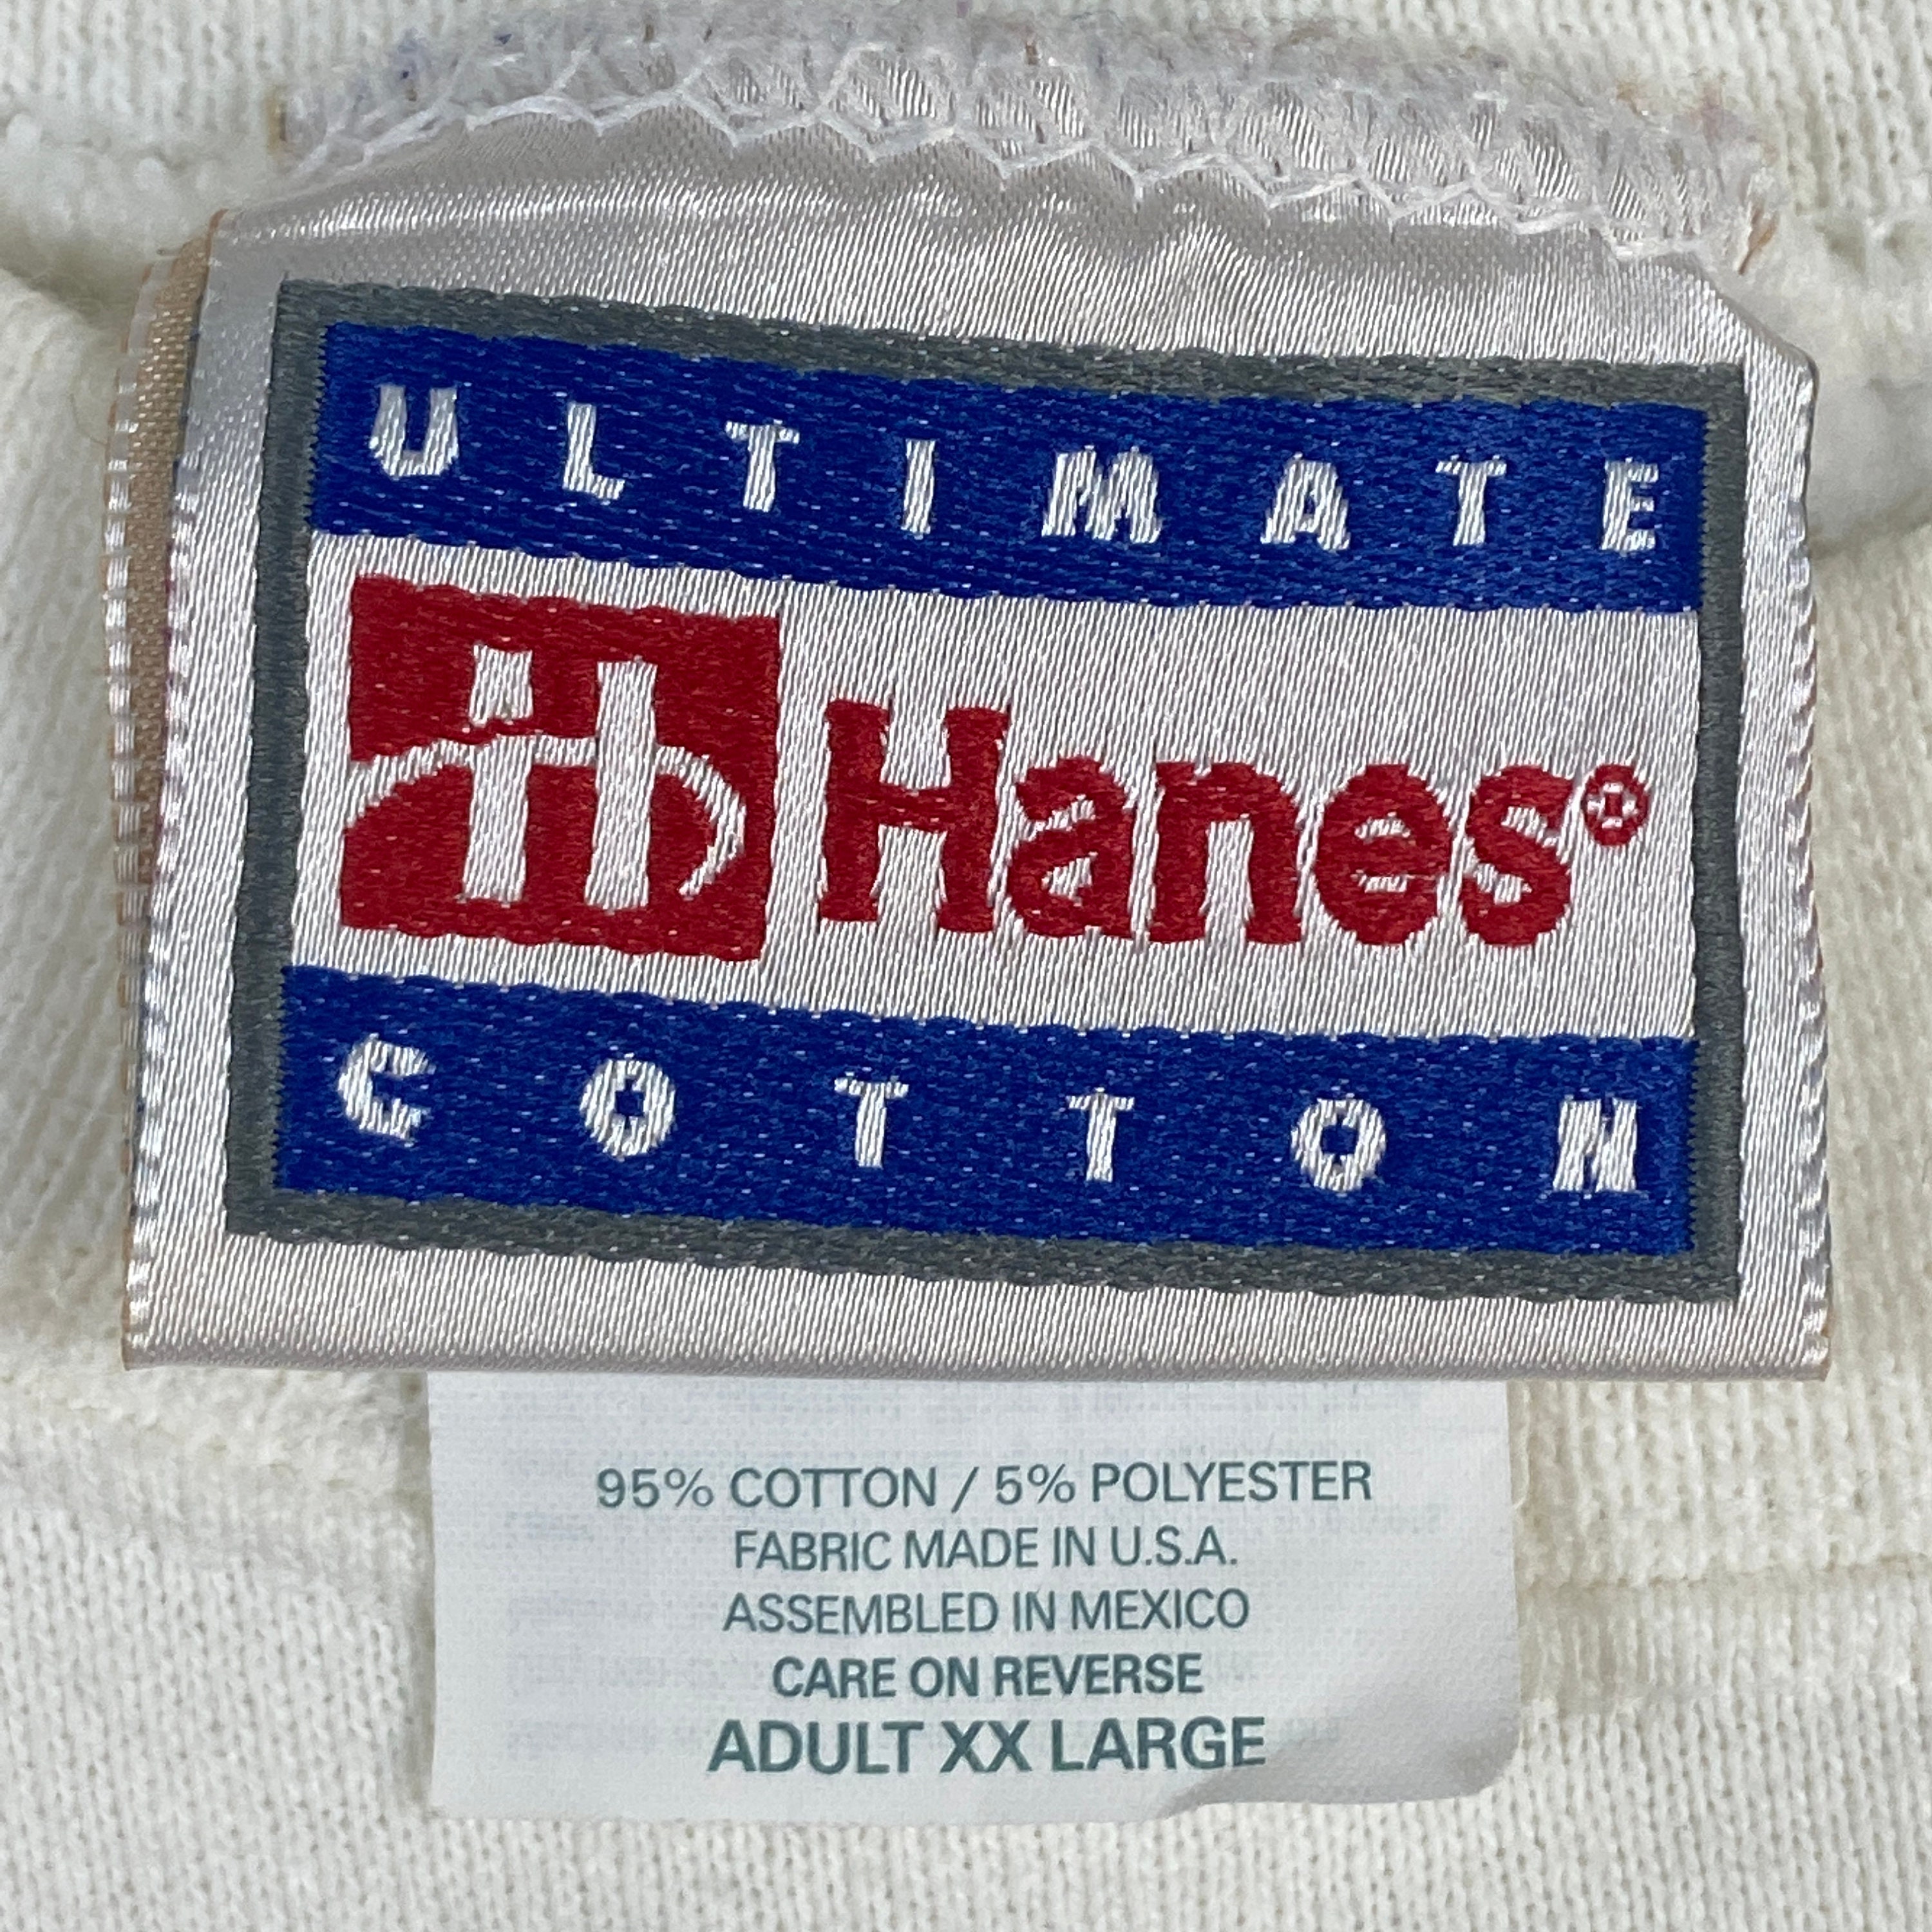 ULTIMATE
Hanes®
COTTON
95% COTTON / 5% POLYESTER
FABRIC MADE IN U.S.A.
ASSEMBLED IN MEXICO
CARE ON REVERSE
ADULT XX LARGE